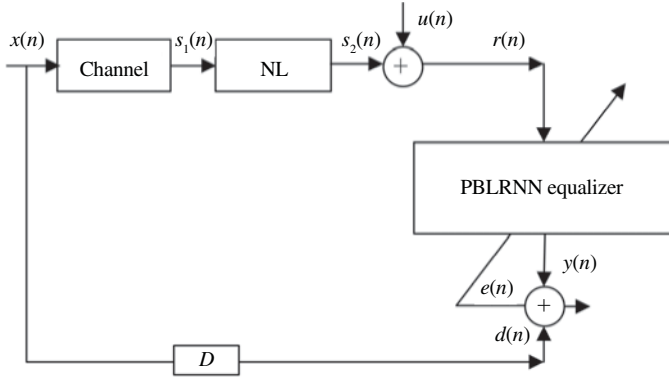 x(n)
Channel
s₁(n)
NL
s₂(n)
u(n)
+
r(n)
PBLRNN equalizer
y(n)
e(n)
+
d(n)
D